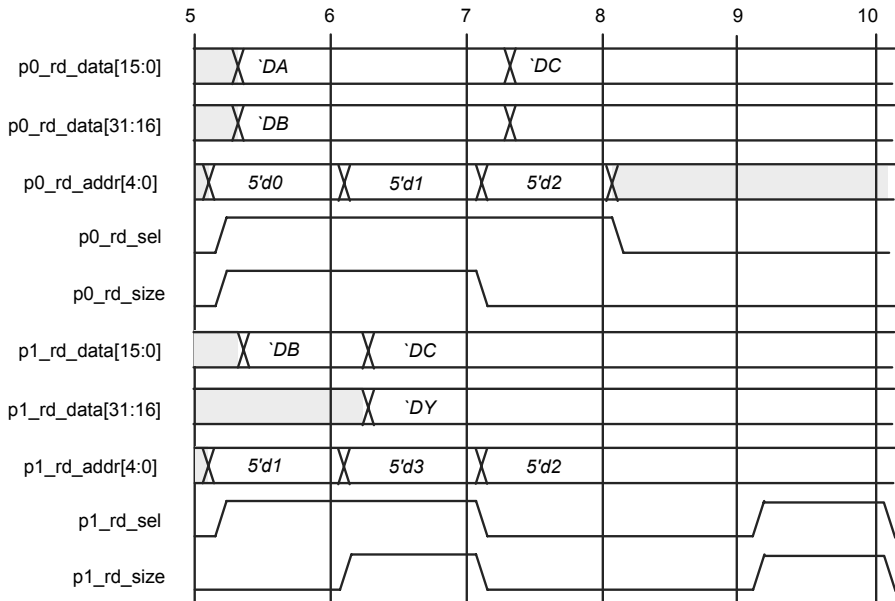 5 6 7 8 9 10
p0_rd_data[15:0] `DA `DC
p0_rd_data[31:16] `DB
p0_rd_addr[4:0] 5'd0 5'd1 5'd2
p0_rd_sel
p0_rd_size
p1_rd_data[15:0] `DB `DC
p1_rd_data[31:16] `DY
p1_rd_addr[4:0] 5'd1 5'd3 5'd2
p1_rd_sel
p1_rd_size